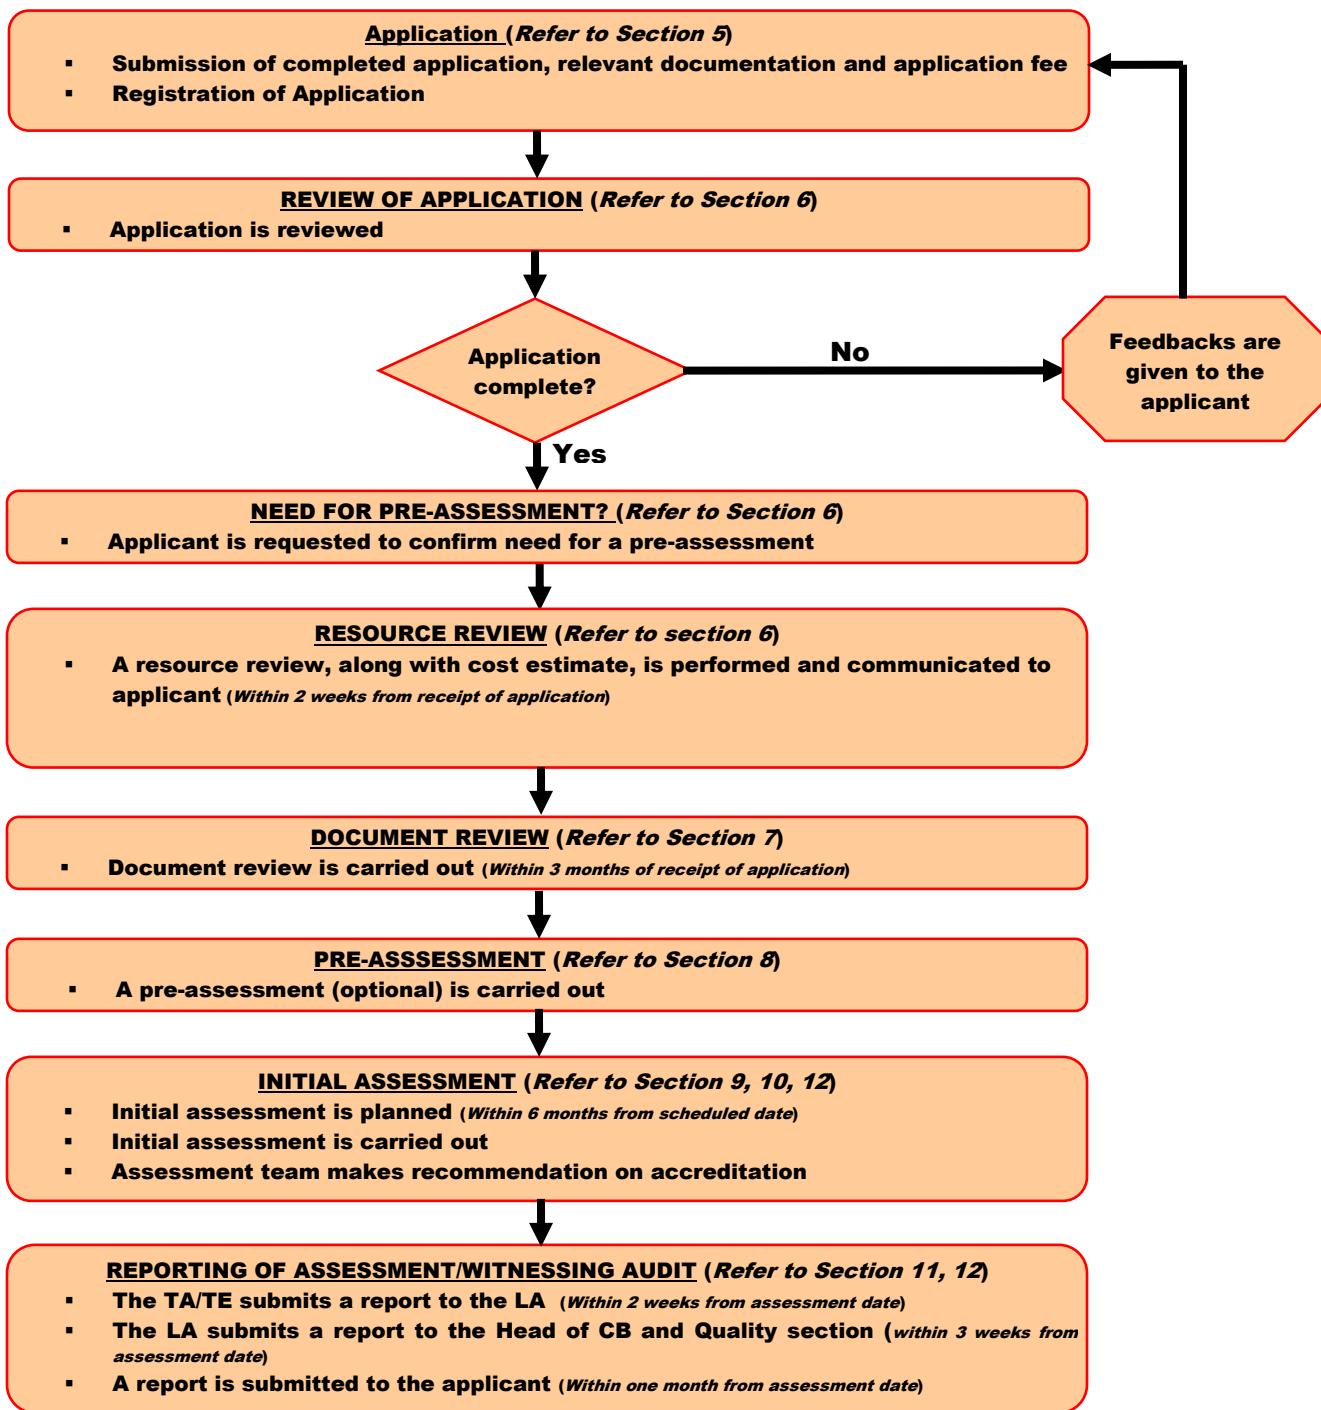 Application (Refer to Section 5)
▪ Submission of completed application, relevant documentation and application fee
▪ Registration of Application
REVIEW OF APPLICATION (Refer to Section 6)
▪ Application is reviewed
Application
complete?
No
Feedbacks are
given to the
applicant
Yes
NEED FOR PRE-ASSESSMENT? (Refer to Section 6)
▪ Applicant is requested to confirm need for a pre-assessment
RESOURCE REVIEW (Refer to section 6)
▪ A resource review, along with cost estimate, is performed and communicated to
applicant (Within 2 weeks from receipt of application)
DOCUMENT REVIEW (Refer to Section 7)
▪ Document review is carried out (Within 3 months of receipt of application)
PRE-ASSSESSMENT (Refer to Section 8)
▪ A pre-assessment (optional) is carried out
INITIAL ASSESSMENT (Refer to Section 9, 10, 12)
▪ Initial assessment is planned (Within 6 months from scheduled date)
▪ Initial assessment is carried out
▪ Assessment team makes recommendation on accreditation
REPORTING OF ASSESSMENT/WITNESSING AUDIT (Refer to Section 11, 12)
▪ The TA/TE submits a report to the LA (Within 2 weeks from assessment date)
▪ The LA submits a report to the Head of CB and Quality section (within 3 weeks from
assessment date)
▪ A report is submitted to the applicant (Within one month from assessment date)